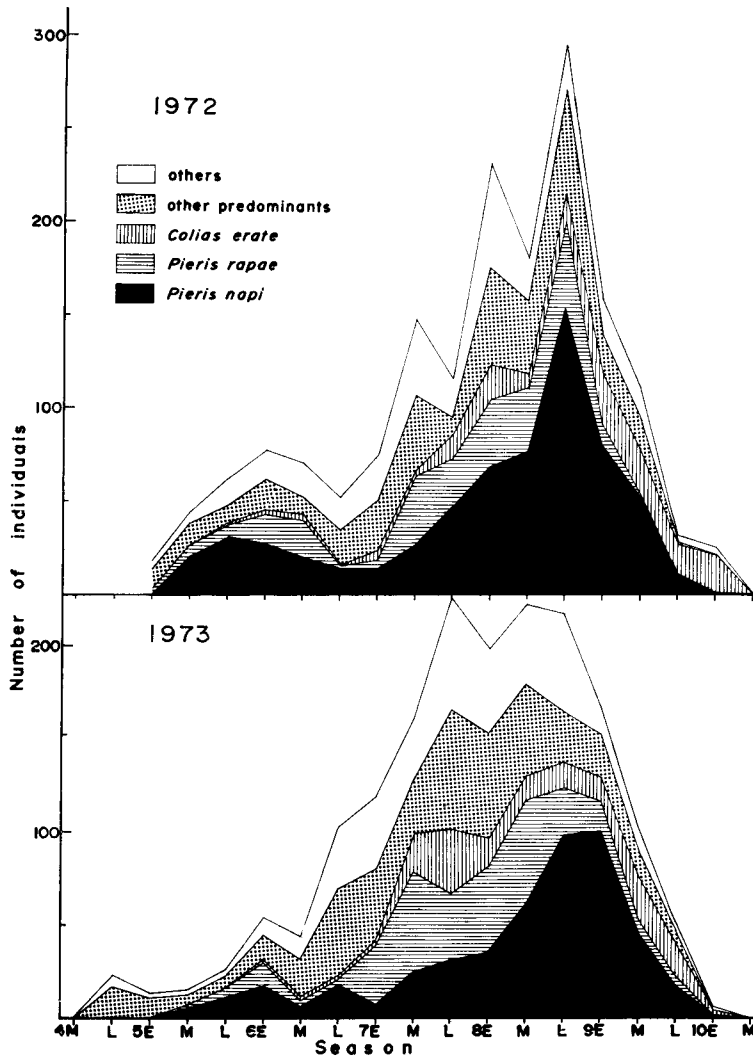 300
1972
others
other predominants
Colias erate
Pieris rapae
Pieris napi
200
100
Number of individuals
1973
200
100
4M L 5E M L 6E M L 7E M L 8E M L 9E M L 10E M
Season